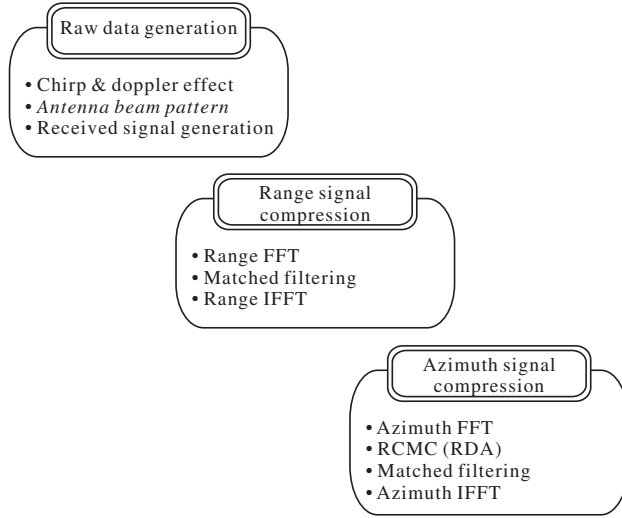 Raw data generation
• Chirp & doppler effect
• Antenna beam pattern
• Received signal generation
Range signal
compression
• Range FFT
• Matched filtering
• Range IFFT
Azimuth signal
compression
• Azimuth FFT
• RCMC (RDA)
• Matched filtering
• Azimuth IFFT